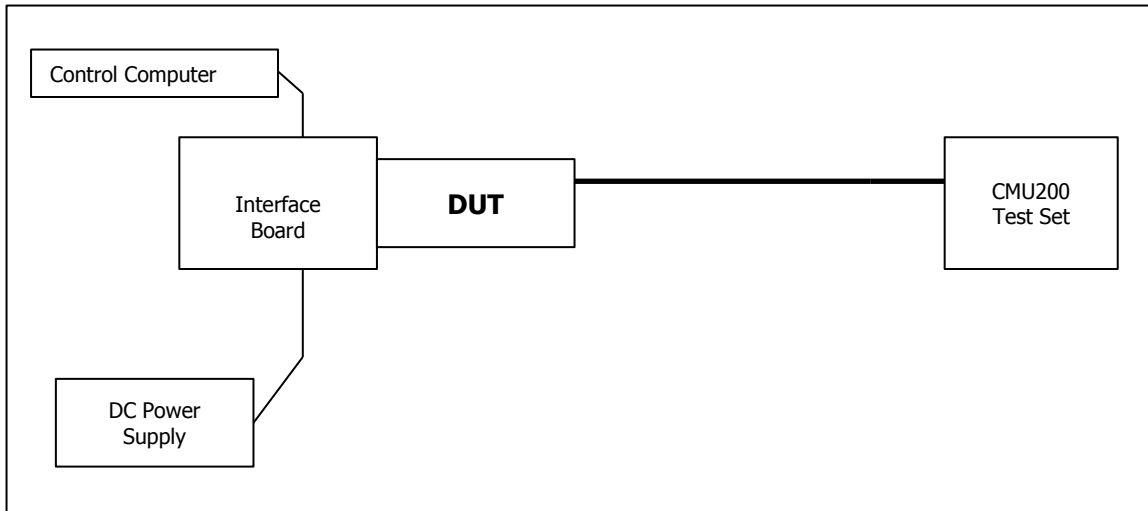 Control Computer
Interface
Board
DUT
CMU200
Test Set
DC Power
Supply